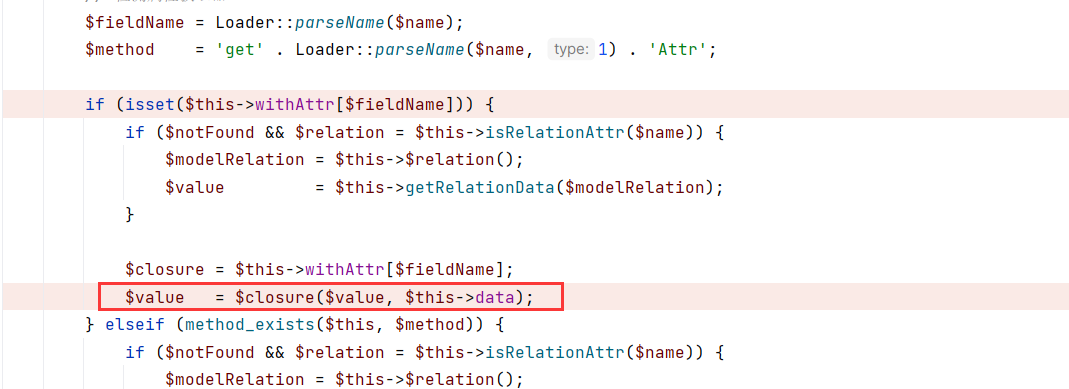 $fieldName = Loader::parseName($name);
$method    = 'get' . Loader::parseName($name, type: 1) . 'Attr';
if (isset($this->withAttr[$fieldName])) {
if ($notFound && $relation = $this->isRelationAttr($name)) {
$modelRelation = $this->$relation();
$value         = $this->getRelationData($modelRelation);
}
$closure = $this->withAttr[$fieldName];
$value   = $closure($value, $this->data);
} elseif (method_exists($this, $method)) {
if ($notFound && $relation = $this->isRelationAttr($name)) {
$modelRelation = $this->$relation();